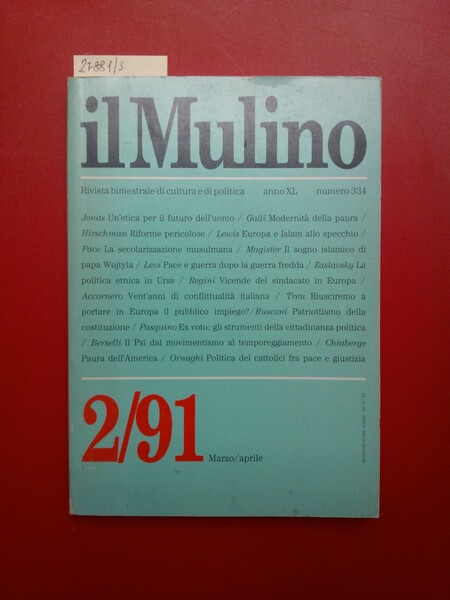 27881/s
il Mulino
Rivista bimestrale di cultura e di politica anno XL numero 334
Jonas Un'etica per il futuro dell'uomo / Galli Modernità della paura /
Hirschman Riforme pericolose / Lewis Europa e Islam allo specchio /
Pace La secolarizzazione musulmana / Magister Il sogno islamico di
papa Wojtyla / Levi Pace e guerra dopo la guerra fredda / Zaslavsky La
politica etnica in Urss / Regini Vicende del sindacato in Europa /
Accornero Vent'anni di conflittualità italiana / Treu Riusciremo a
portare in Europa il pubblico impiego? / Rusconi Patriottismo della
costituzione / Pasquino Ex voto: gli strumenti della cittadinanza politica
/ Berselli Il Psi dal movimentismo al temporeggiamento / Chiaberge
Paura dell'America / Ornaghi Politica dei cattolici fra pace e giustizia
2/91 Marzo/aprile